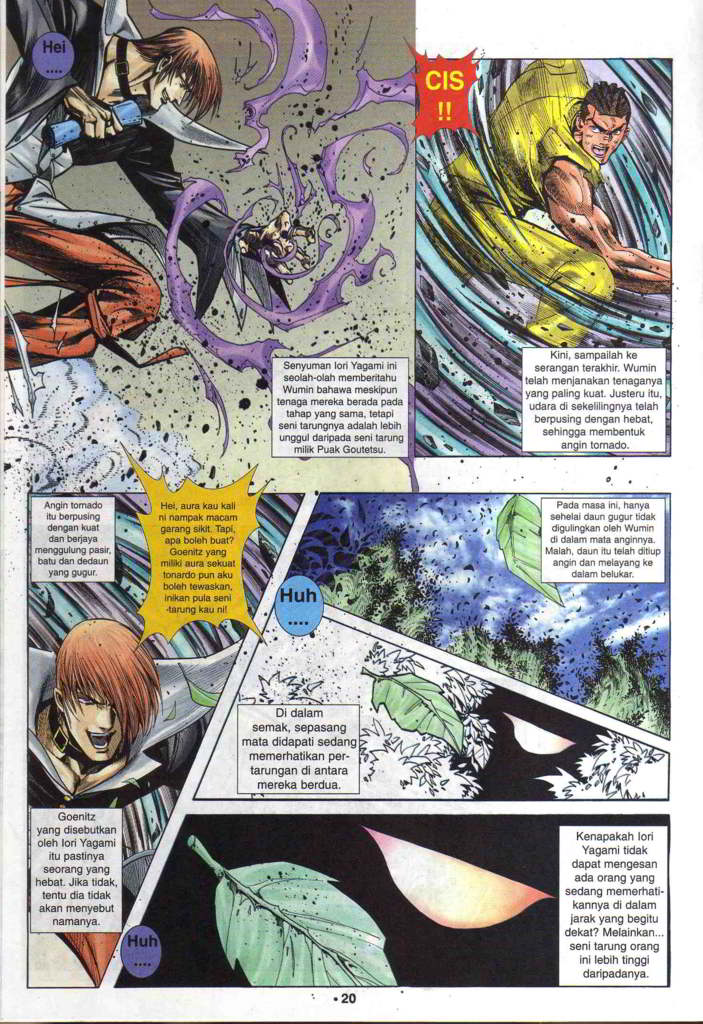 Hei
....
CIS
!!
Senyuman Iori Yagami ini
seolah-olah memberitahu
Wumin bahawa meskipun
tenaga mereka berada pada
tahap yang sama, tetapi
seni tarungnya adalah lebih
unggul daripada seni tarung
milik Puak Goutetsu.
Kini, sampailah ke
serangan terakhir. Wumin
telah menjanakan tenaganya
yang paling kuat. Justeru itu,
udara di sekelilingnya telah
berpusing dengan hebat,
sehingga membentuk
angin tornado.
Angin tornado
itu berpusing
dengan kuat
dan berjaya
menggulung pasir,
batu dan dedaun
yang gugur.
Hei, aura kau kali
ni nampak macam
garang sikit. Tapi,
apa boleh buat?
Goenitz yang
miliki aura sekuat
tonardo pun aku
boleh tewaskan,
inikan pula seni
-tarung kau ni!
Pada masa ini, hanya
sehelai daun gugur tidak
digulingkan oleh Wumin
di dalam mata anginnya.
Malah, daun itu telah ditiup
angin dan melayang ke
dalam belukar.
Huh
....
Di dalam
semak, sepasang
mata didapati sedang
memerhatikan per-
tarungan di antara
mereka berdua.
Goenitz
yang disebutkan
oleh Iori Yagami
itu pastinya
seorang yang
hebat. Jika tidak,
tentu dia tidak
akan menyebut
namanya.
Huh
....
Kenapakah Iori
Yagami tidak
dapat mengesan
ada orang yang
sedang memerhati-
kannya di dalam
jarak yang begitu
dekat? Melainkan...
seni tarung orang
ini lebih tinggi
daripadanya.
• 20